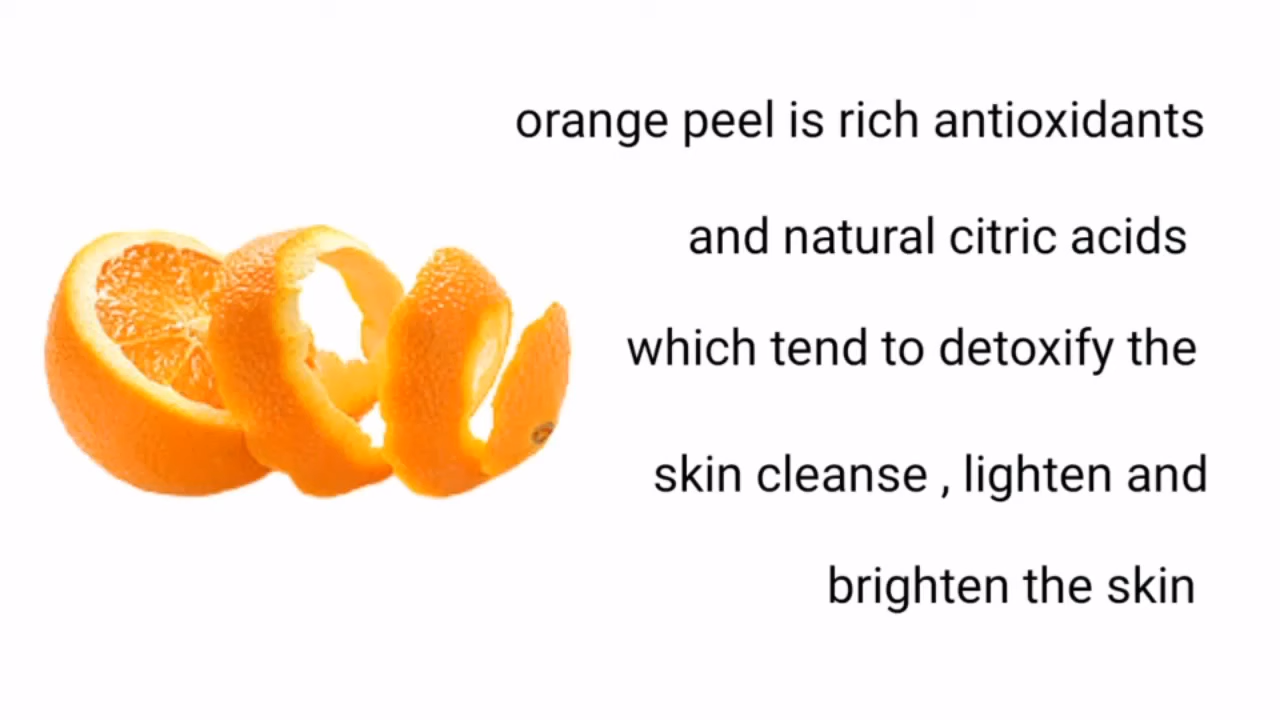 orange peel is rich antioxidants
and natural citric acids
which tend to detoxify the
skin cleanse , lighten and
brighten the skin